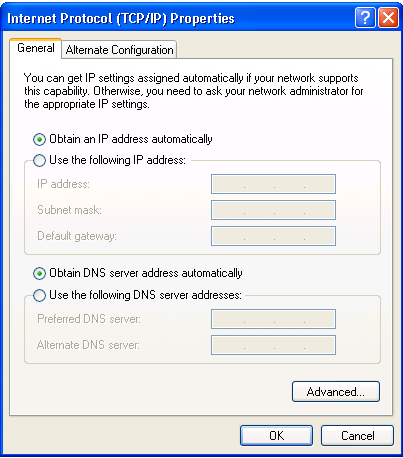 Internet Protocol (TCP/IP) Properties
General
Alternate Configuration
You can get IP settings assigned automatically if your network supports
this capability. Otherwise, you need to ask your network administrator for
the appropriate IP settings.
Obtain an IP address automatically
Use the following IP address:
IP address:
Subnet mask:
Default gateway:
Obtain DNS server address automatically
Use the following DNS server addresses:
Preferred DNS server:
Alternate DNS server:
Advanced...
OK
Cancel